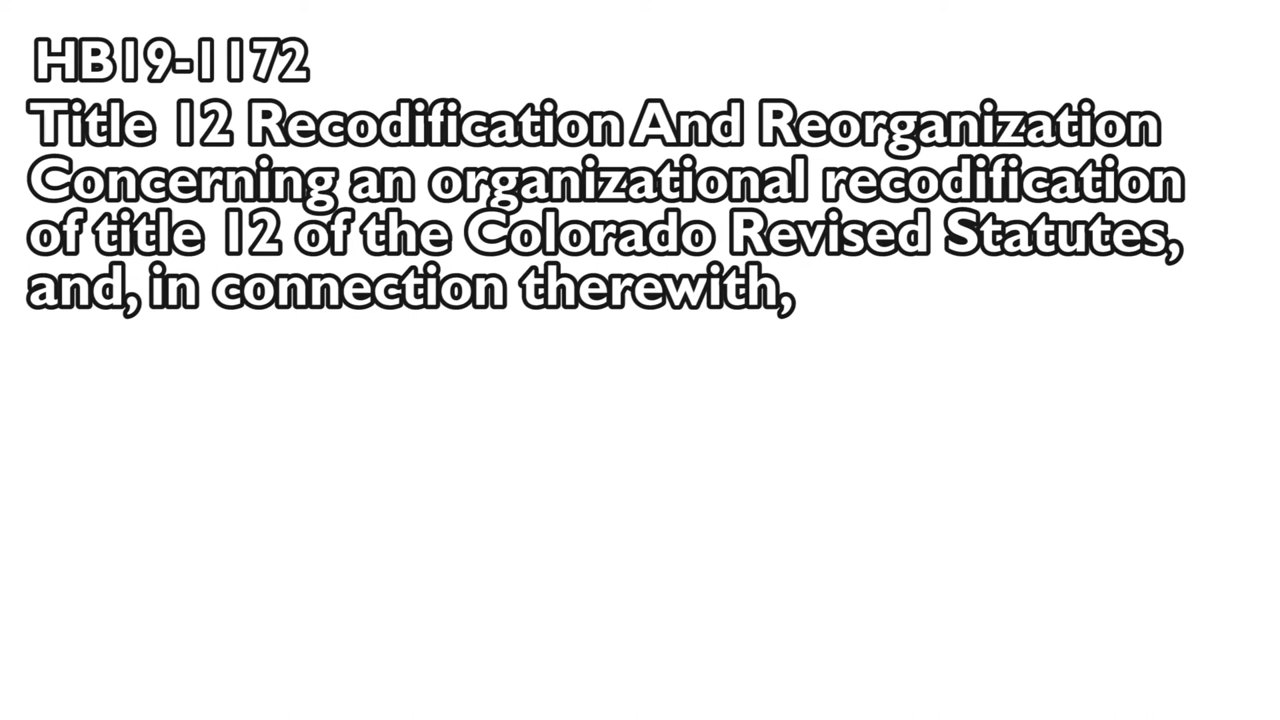 HB19-1172
Title 12 Recodification And Reorganization
Concerning an organizational recodification
of title 12 of the Colorado Revised Statutes,
and, in connection therewith,